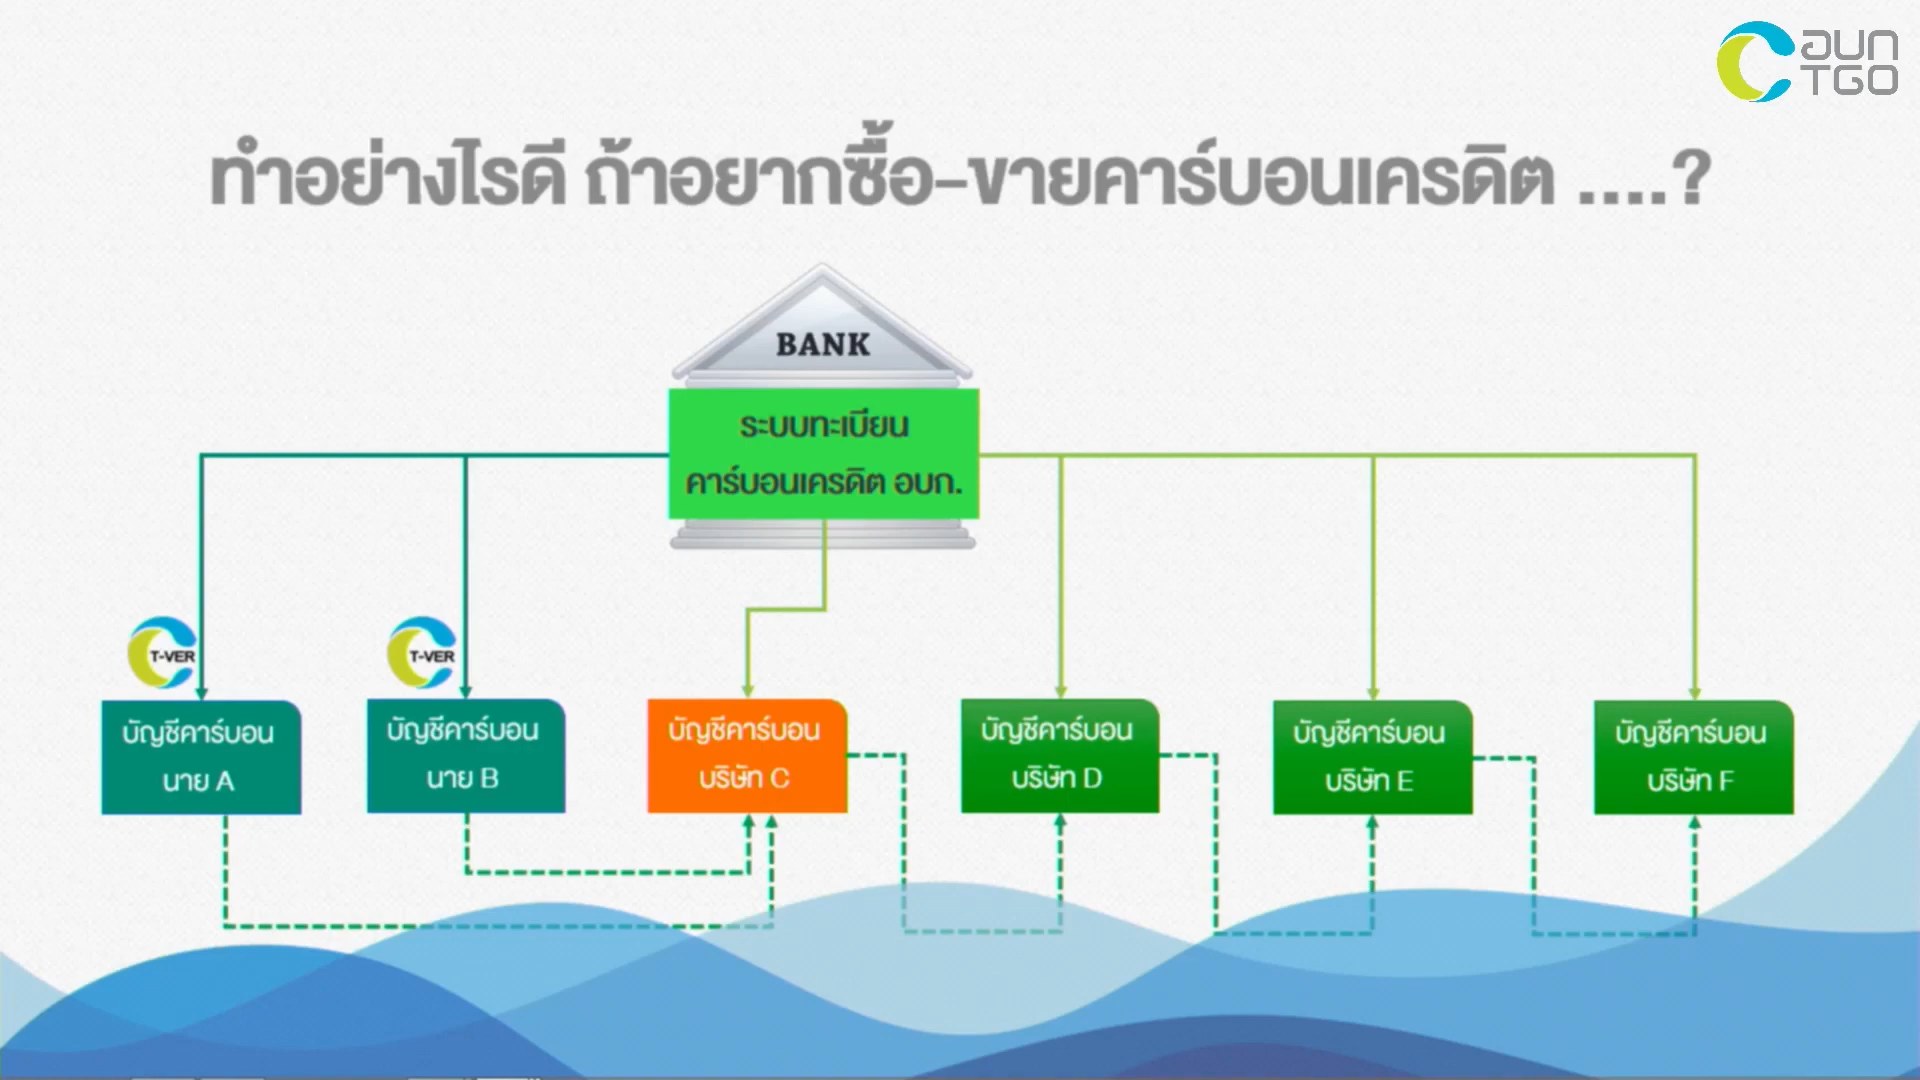 อบก
TGO
ทำอย่างไรดี ถ้าอยากซื้อ-ขายคาร์บอนเครดิต ....?
BANK
ระบบทะเบียน
คาร์บอนเครดิต อบก.
T-VER
T-VER
บัญชีคาร์บอน
นาย A
บัญชีคาร์บอน
นาย B
บัญชีคาร์บอน
บริษัท C
บัญชีคาร์บอน
บริษัท D
บัญชีคาร์บอน
บริษัท E
บัญชีคาร์บอน
บริษัท F